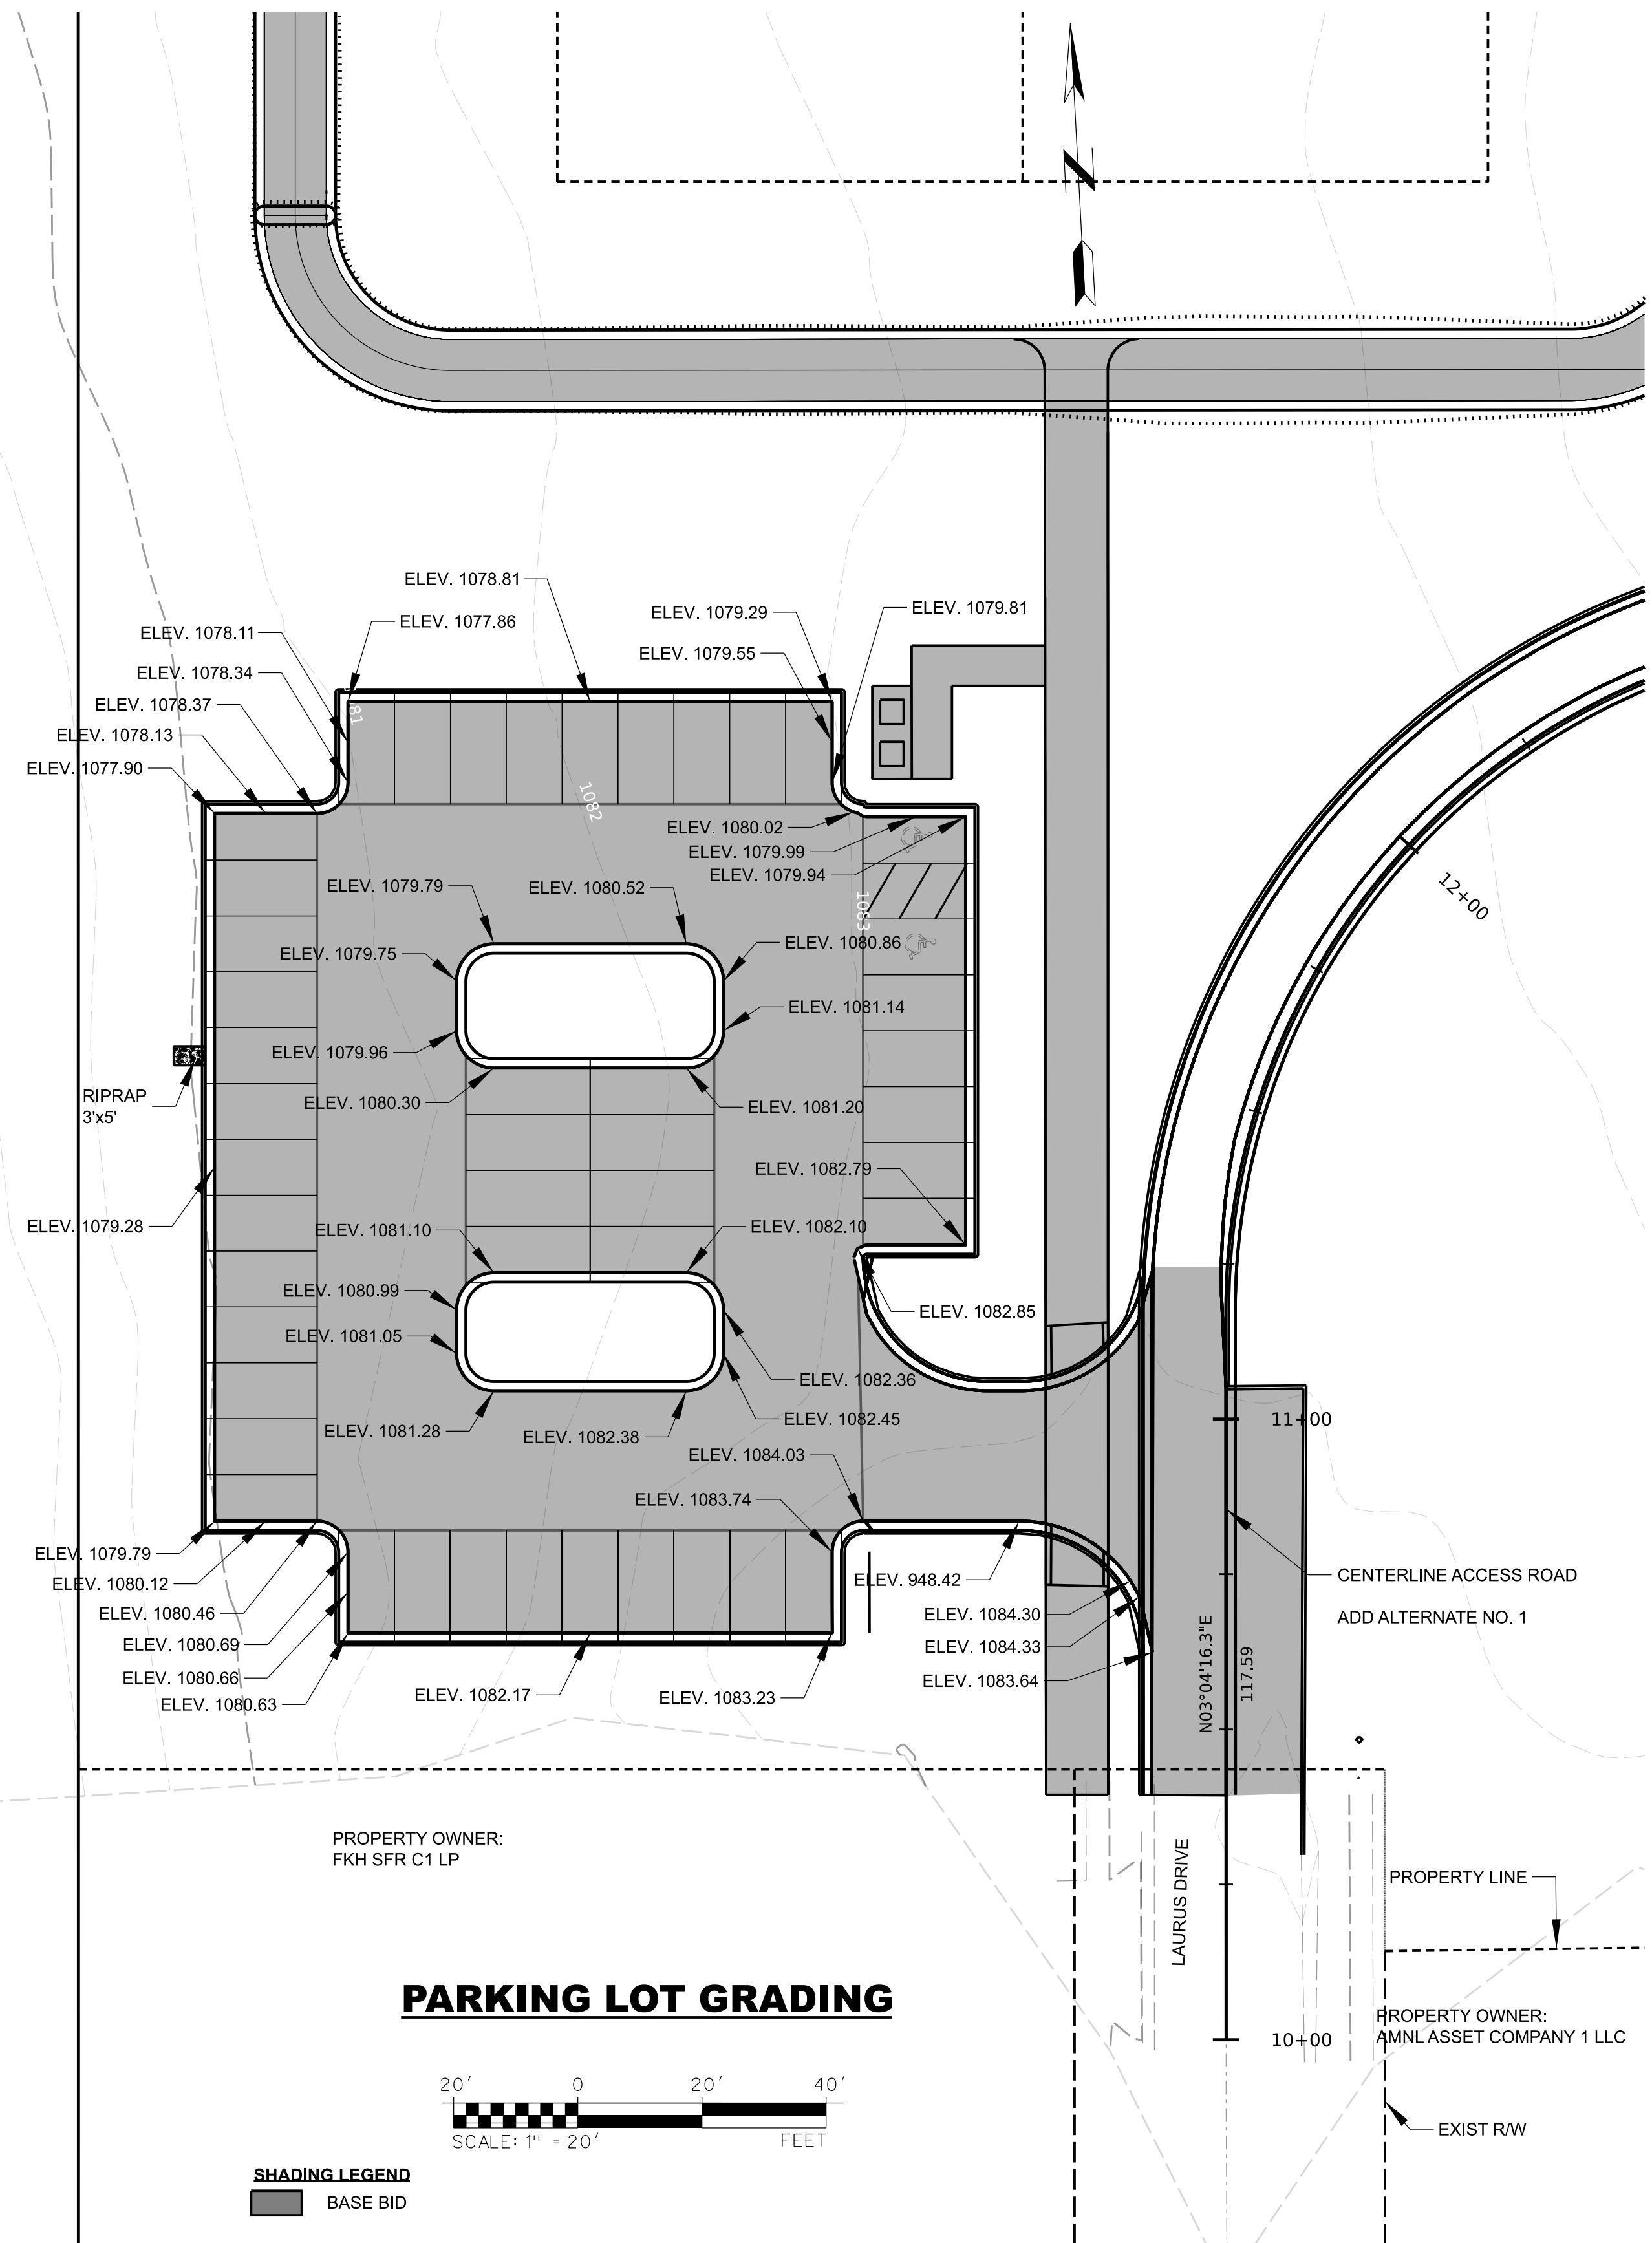 ELEV. 1078.81
ELEV. 1077.86
ELEV. 1079.29
ELEV. 1079.81
ELEV. 1078.11
ELEV. 1079.55
ELEV. 1078.34
ELEV. 1078.37
81
ELEV. 1078.13
ELEV. 1077.90
1082
ELEV. 1080.02
ELEV. 1079.99
ELEV. 1079.94
ELEV. 1079.79
ELEV. 1080.52
1083
12+00
ELEV. 1079.75
ELEV. 1080.86
ELEV. 1081.14
ELEV. 1079.96
RIPRAP
3'x5'
ELEV. 1080.30
ELEV. 1081.20
ELEV. 1082.79
ELEV. 1079.28
ELEV. 1081.10
ELEV. 1082.10
ELEV. 1080.99
ELEV. 1082.85
ELEV. 1081.05
ELEV. 1082.36
ELEV. 1081.28
ELEV. 1082.38
ELEV. 1082.45
11+00
ELEV. 1084.03
ELEV. 1083.74
ELEV. 1079.79
ELEV. 1080.12
ELEV. 948.42
CENTERLINE ACCESS ROAD
ELEV. 1080.46
ELEV. 1084.30
ADD ALTERNATE NO. 1
ELEV. 1080.69
ELEV. 1084.33
ELEV. 1080.66
ELEV. 1083.64
ELEV. 1080.63
ELEV. 1082.17
ELEV. 1083.23
N03°04'16.3"E
117.59
PROPERTY OWNER:
FKH SFR C1 LP
LAURUS DRIVE
PROPERTY LINE
PARKING LOT GRADING
PROPERTY OWNER:
AMNL ASSET COMPANY 1 LLC
10+00
20' 0 20' 40'
SCALE: 1" = 20' FEET
EXIST R/W
SHADING LEGEND
BASE BID